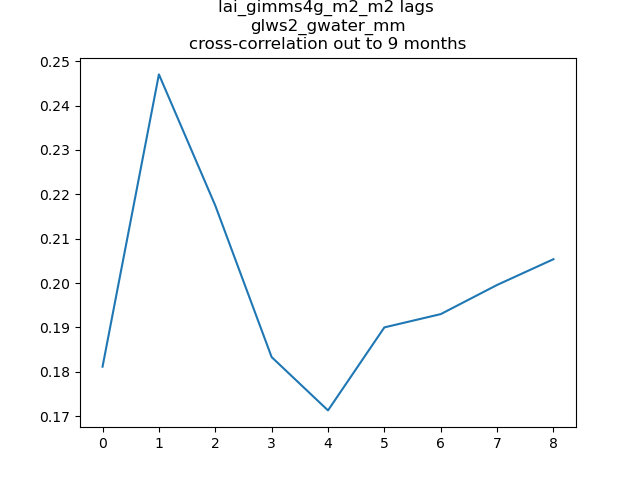 lai_gimms4g_m2_m2 lags
glws2_gwater_mm
cross-correlation out to 9 months
0.25
0.24
0.23
0.22
0.21
0.20
0.19
0.18
0.17
0 1 2 3 4 5 6 7 8